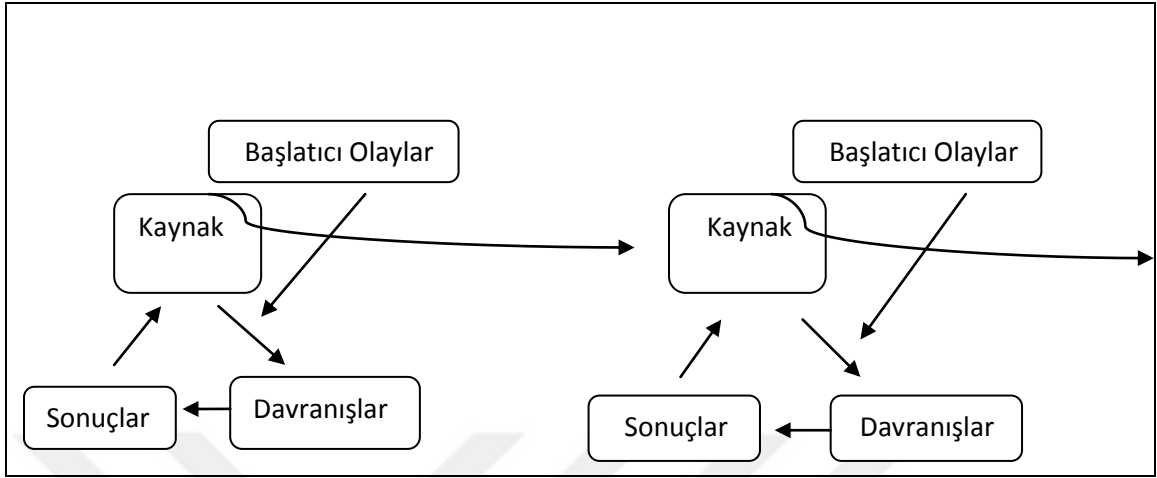 Başlatıcı Olaylar
Kaynak
Sonuçlar
Davranışlar
Başlatıcı Olaylar
Kaynak
Sonuçlar
Davranışlar